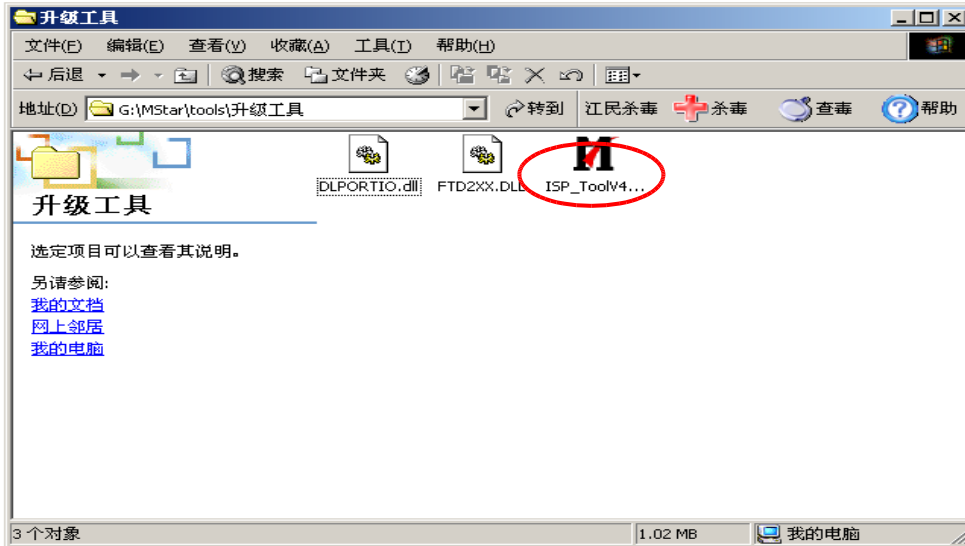 升级工具
文件(F) 编辑(E) 查看(V) 收藏(A) 工具(T) 帮助(H)
后退 搜索 文件夹
地址(D) G:\MStar\tools\升级工具 转到 江民杀毒 杀毒 查毒 帮助
DLPORTIO.dll FTD2XX.DLL ISP_ToolV4...
升级工具
选定项目可以查看其说明。
另请参阅:
我的文档
网上邻居
我的电脑
3 个对象 1.02 MB 我的电脑